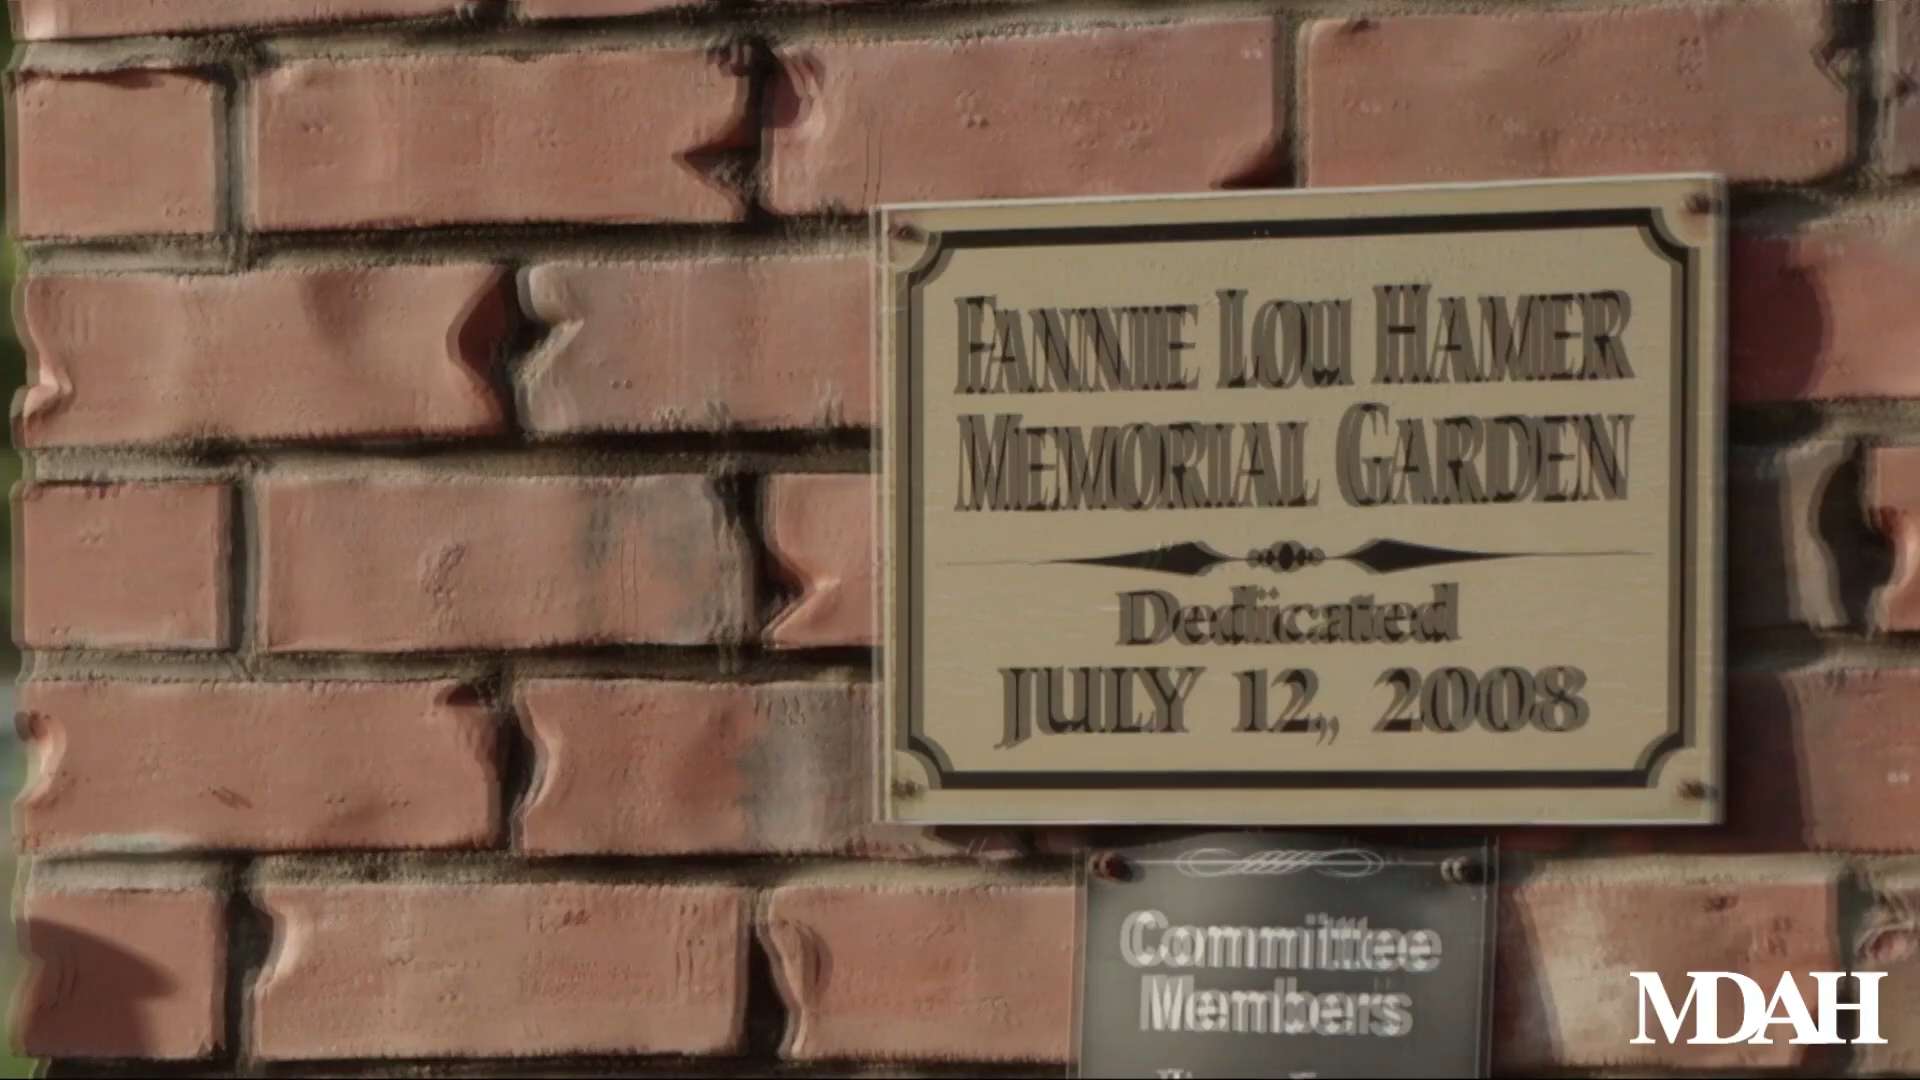 FANNIE LOU HAMER
MEMORIAL GARDEN
Dedicated
JULY 12, 2008
Committee
Members
MDAH